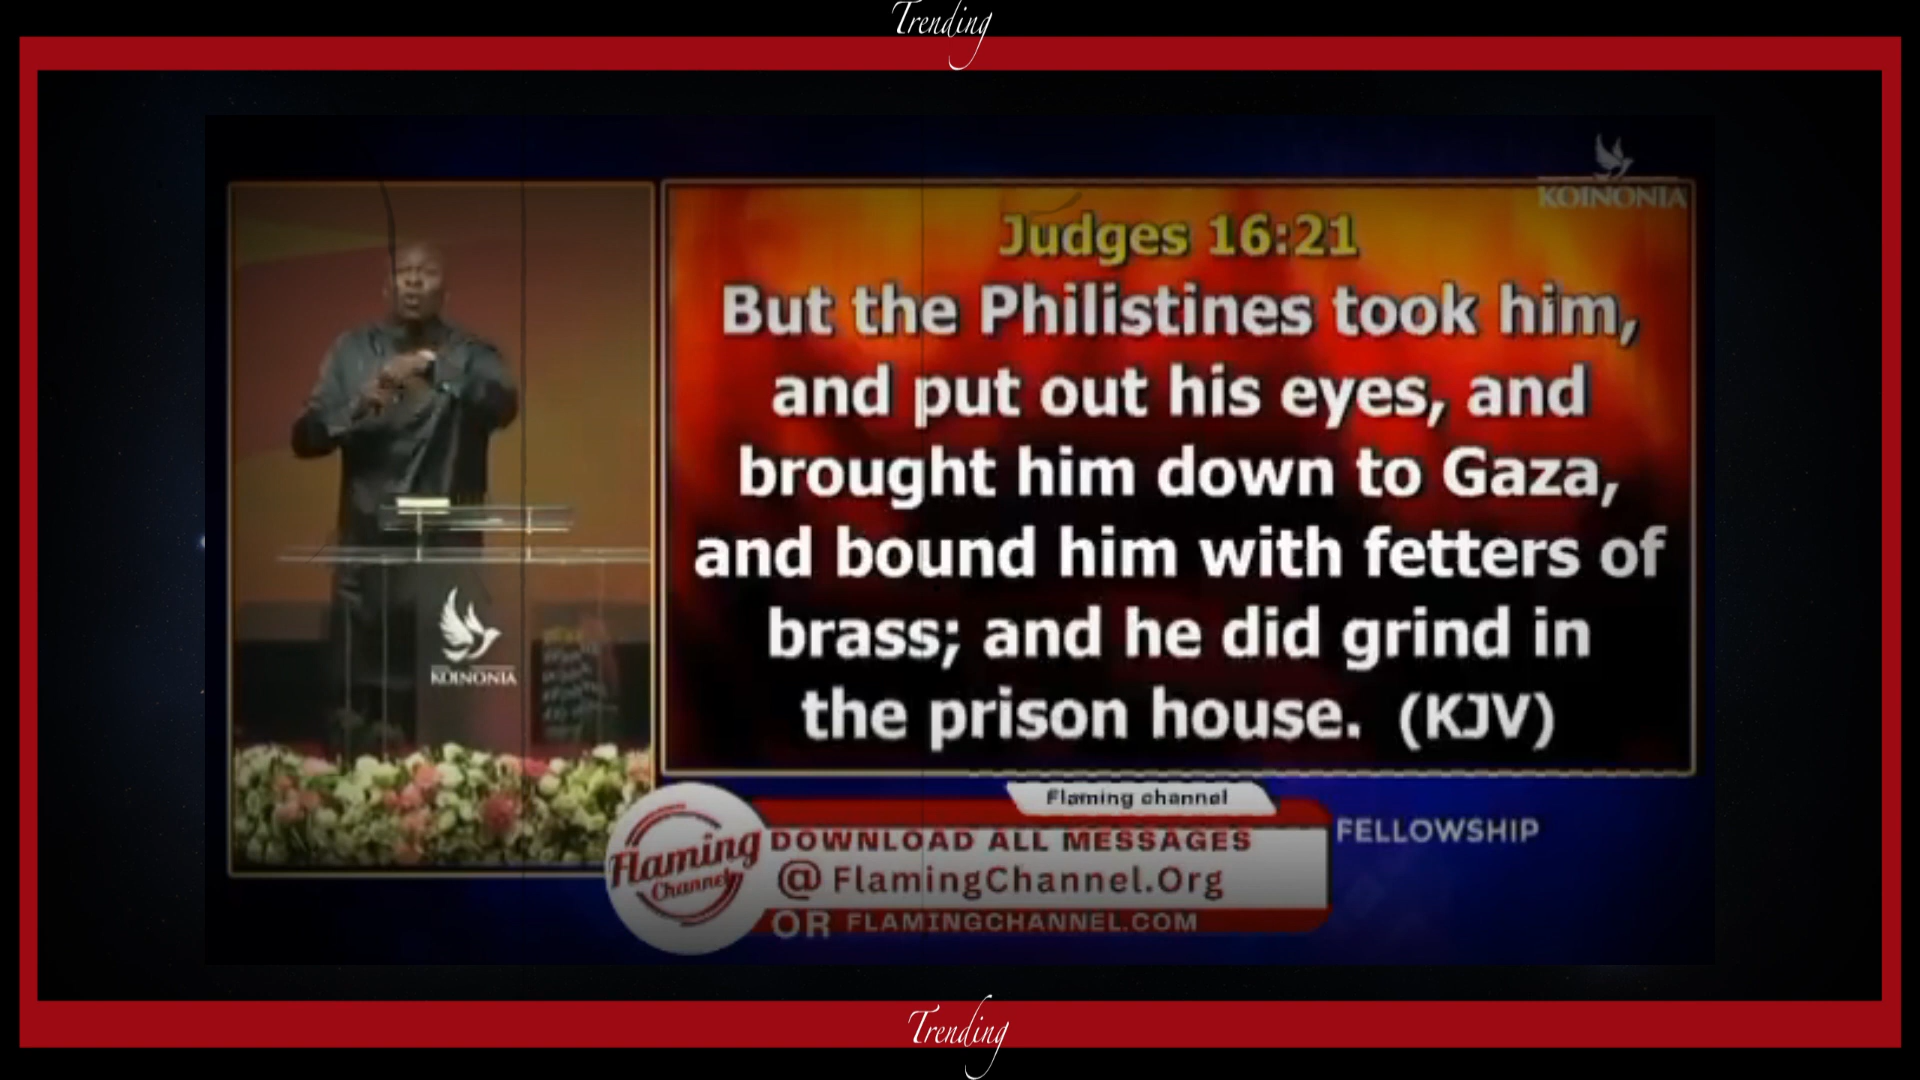 Trending
KOINONIA
Judges 16:21
But the Philistines took him,
and put out his eyes, and
brought him down to Gaza,
and bound him with fetters of
brass; and he did grind in
the prison house. (KJV)
KOINONIA
Flaming channel
Flaming
Channel
DOWNLOAD ALL MESSAGES
@ FlamingChannel.Org
OR FLAMINGCHANNEL.COM
FELLOWSHIP
Trending